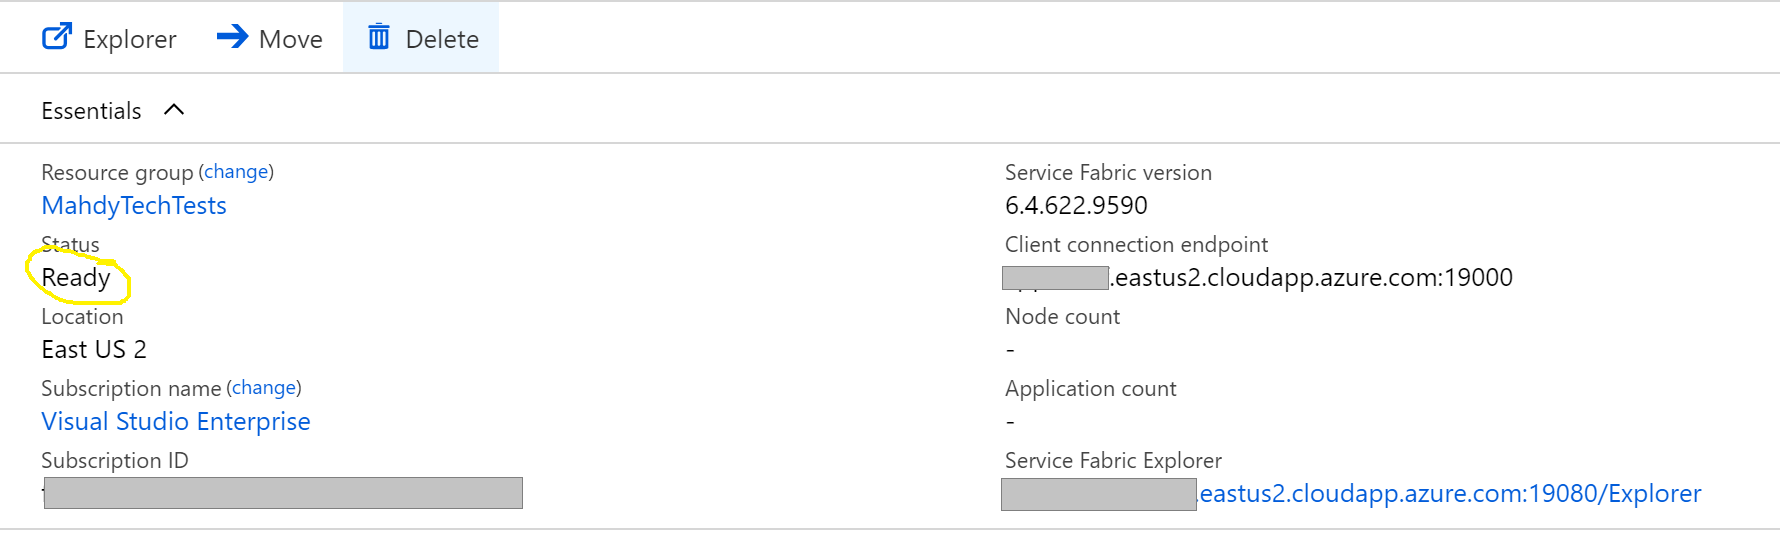 Explorer Move Delete
Essentials
Resource group (change)
MahdyTechTests
Status
Ready
Location
East US 2
Subscription name (change)
Visual Studio Enterprise
Subscription ID
Service Fabric version
6.4.622.9590
Client connection endpoint
.eastus2.cloudapp.azure.com:19000
Node count
-
Application count
-
Service Fabric Explorer
.eastus2.cloudapp.azure.com:19080/Explorer